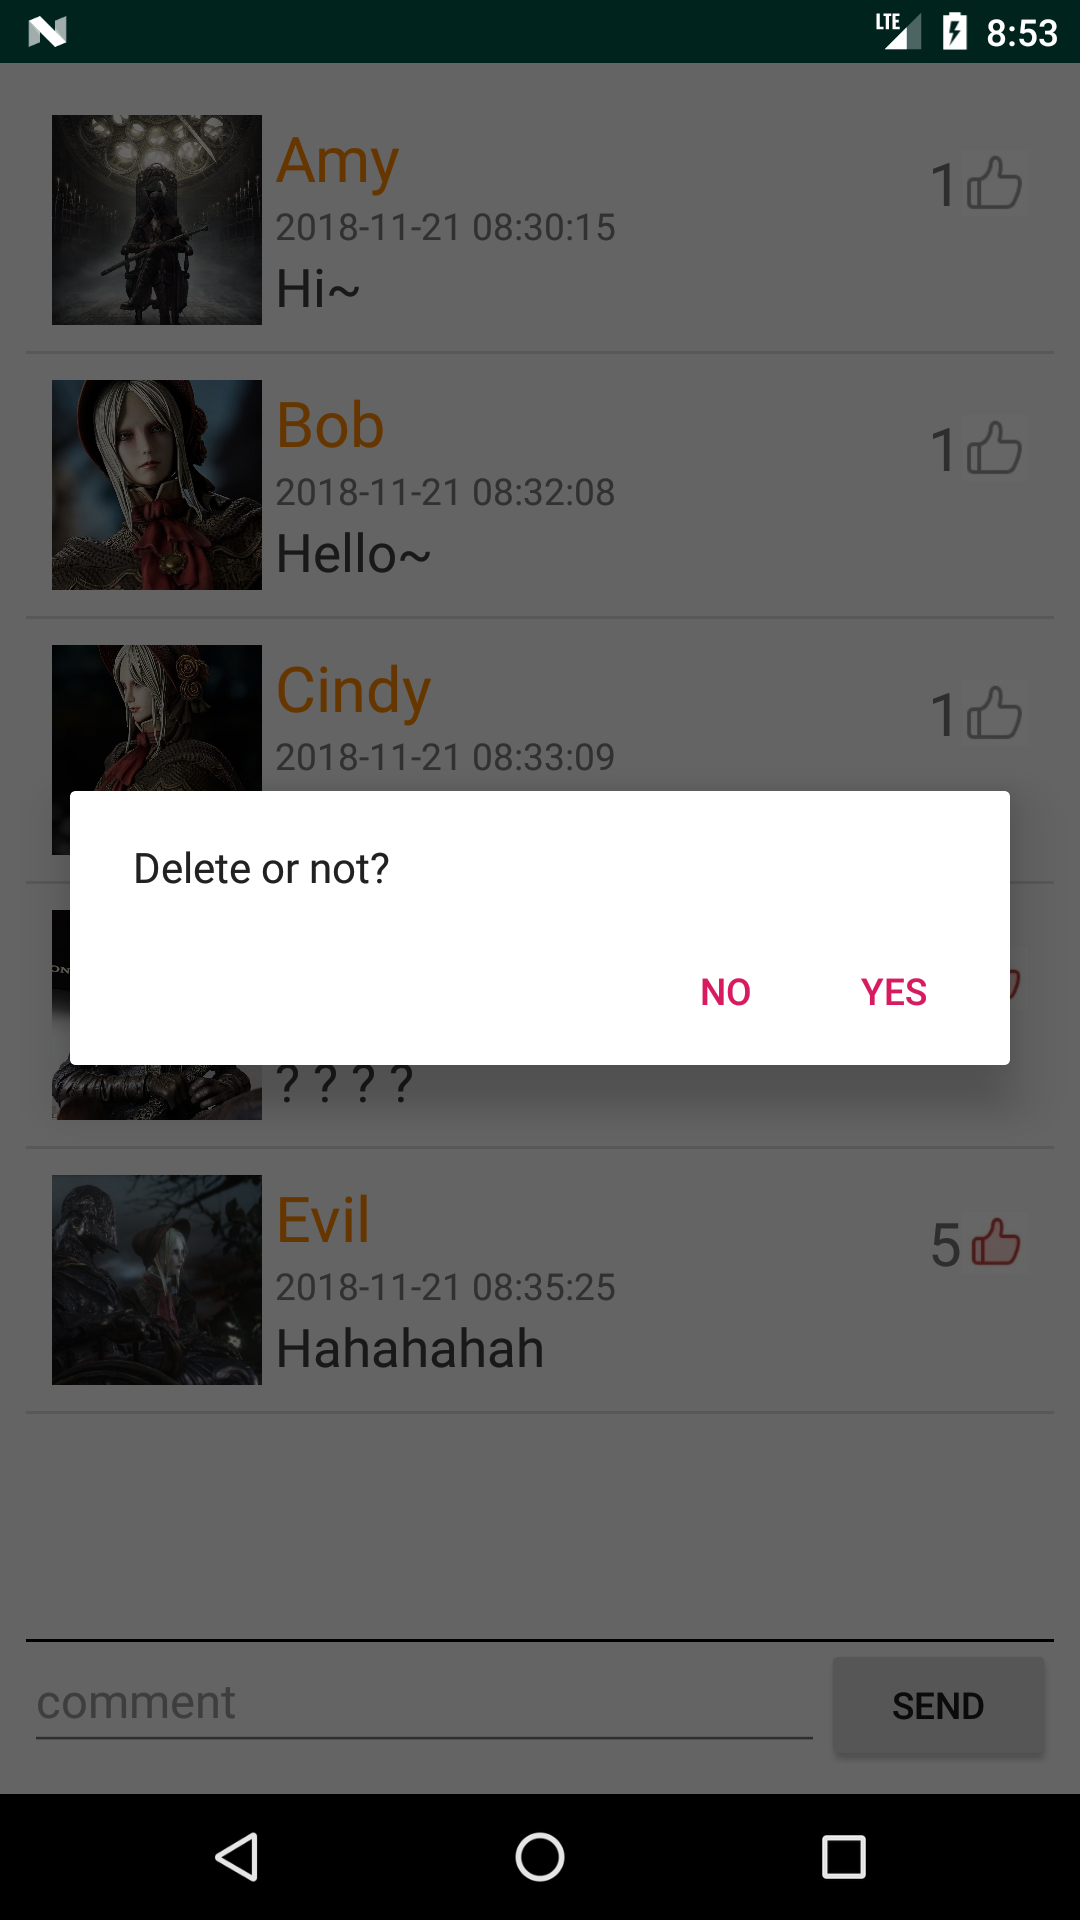 LTE 8:53
Amy
2018-11-21 08:30:15
Hi~
1
Bob
2018-11-21 08:32:08
Hello~
1
Cindy
2018-11-21 08:33:09
1
Delete or not?
NO YES
ON
? ? ? ?
Evil
2018-11-21 08:35:25
Hahahahah
5
comment
SEND